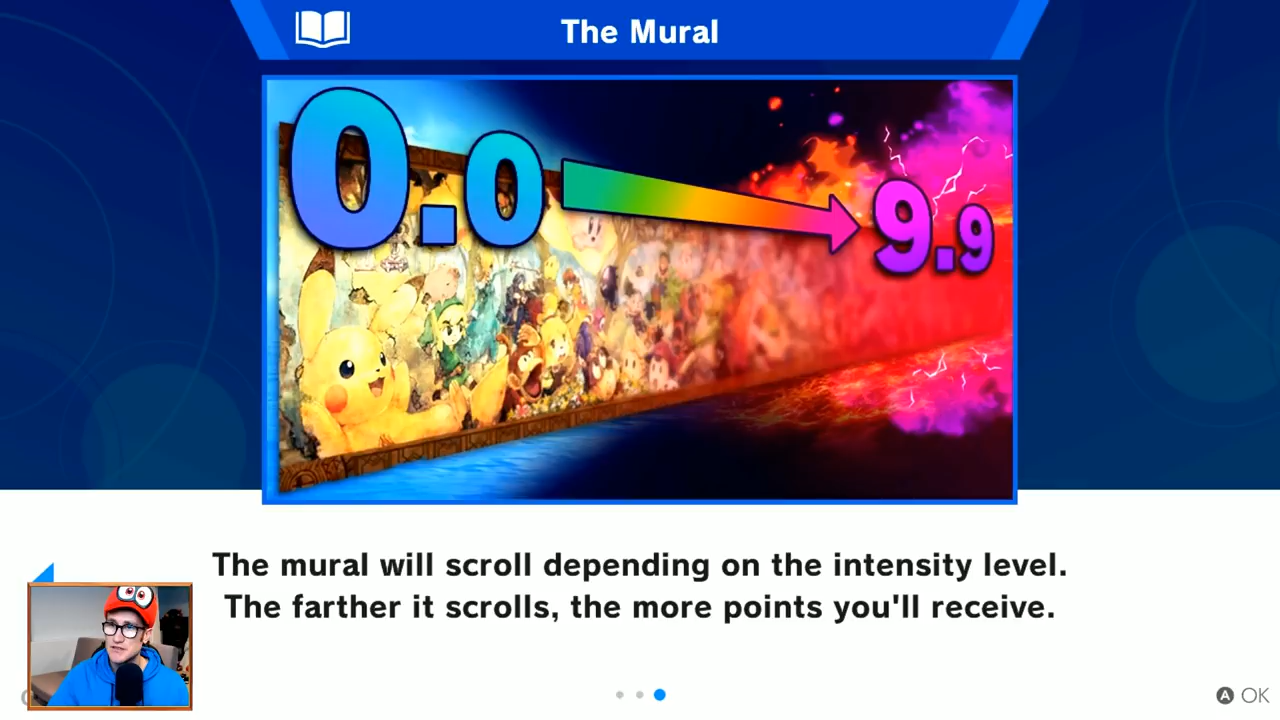 The Mural
0.0
9.9
The mural will scroll depending on the intensity level.
The farther it scrolls, the more points you'll receive.
A OK